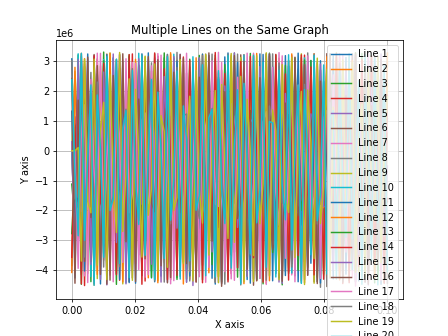 Multiple Lines on the Same Graph
1e6
3
2
1
0
−1
−2
−3
−4
Y axis
0.00
0.02
0.04
0.06
X axis
Line 1
Line 2
Line 3
Line 4
Line 5
Line 6
Line 7
Line 8
Line 9
Line 10
Line 11
Line 12
Line 13
Line 14
Line 15
Line 16
Line 17
Line 18
Line 19
Line 20